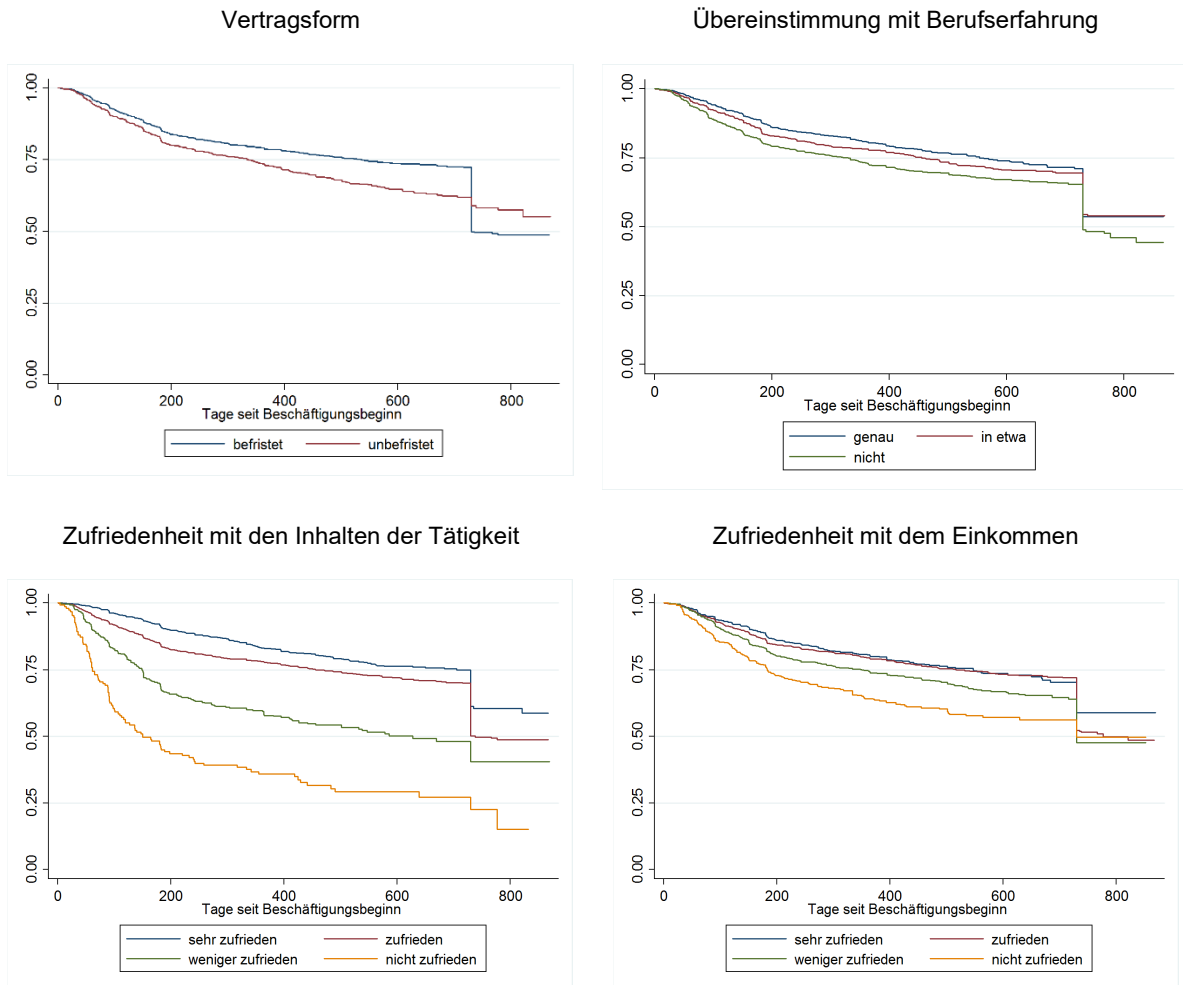 Vertragsform
1.00
0.75
0.50
0.25
0.00
0 200 400 600 800
Tage seit Beschäftigungsbeginn
befristet unbefristet
Übereinstimmung mit Berufserfahrung
1.00
0.75
0.50
0.25
0.00
0 200 400 600 800
Tage seit Beschäftigungsbeginn
genau in etwa
nicht
Zufriedenheit mit den Inhalten der Tätigkeit
1.00
0.75
0.50
0.25
0.00
0 200 400 600 800
Tage seit Beschäftigungsbeginn
sehr zufrieden zufrieden
weniger zufrieden nicht zufrieden
Zufriedenheit mit dem Einkommen
1.00
0.75
0.50
0.25
0.00
0 200 400 600 800
Tage seit Beschäftigungsbeginn
sehr zufrieden zufrieden
weniger zufrieden nicht zufrieden